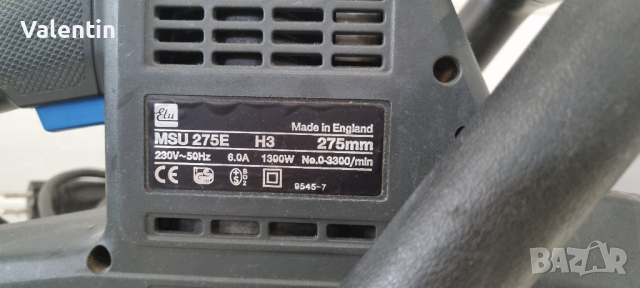 Valentin
Elu
Made in England
MSU 275E H3 275mm
230V~50Hz 6.0A 1300W No.0-3300/min
CE
9545-7
BAZAR